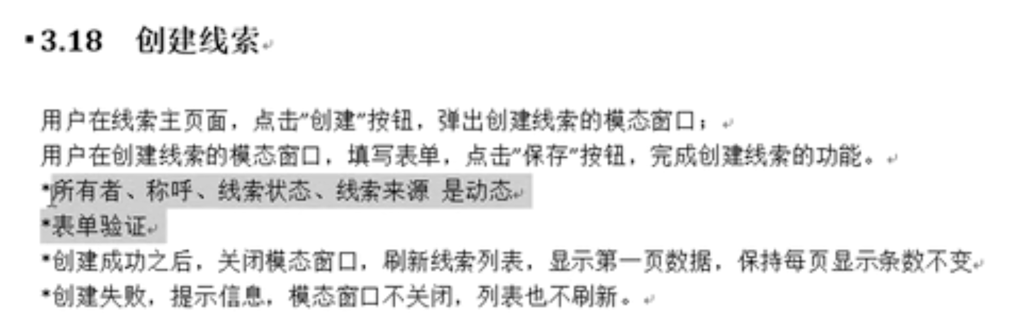 ▪3.18 创建线索
用户在线索主页面，点击"创建"按钮，弹出创建线索的模态窗口；
用户在创建线索的模态窗口，填写表单，点击"保存"按钮，完成创建线索的功能。
*所有者、称呼、线索状态、线索来源 是动态
*表单验证
*创建成功之后，关闭模态窗口，刷新线索列表，显示第一页数据，保持每页显示条数不变
*创建失败，提示信息，模态窗口不关闭，列表也不刷新。